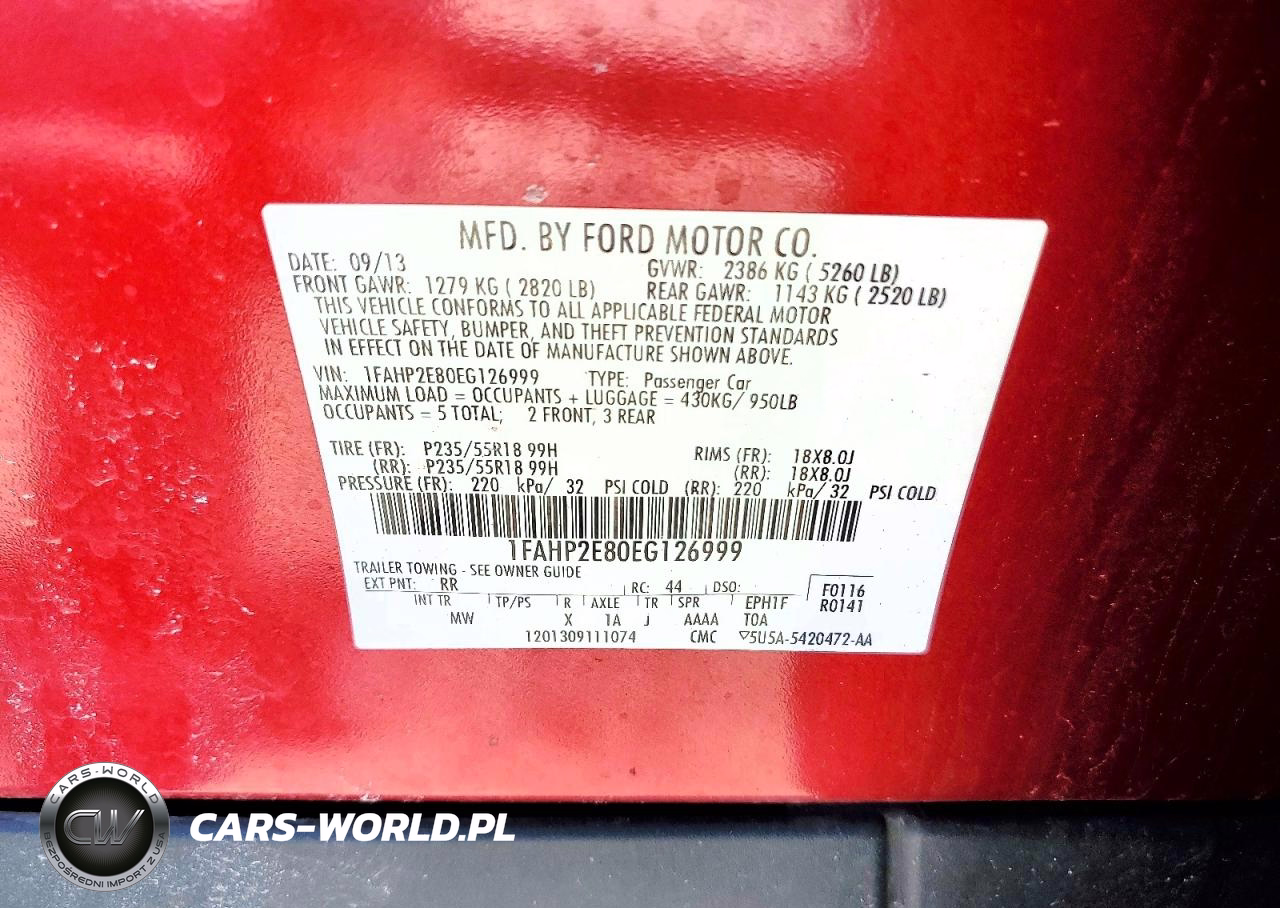 MFD. BY FORD MOTOR CO.
DATE: 09/13 GVWR: 2386 KG ( 5260 LB)
FRONT GAWR: 1279 KG ( 2820 LB) REAR GAWR: 1143 KG ( 2520 LB)
THIS VEHICLE CONFORMS TO ALL APPLICABLE FEDERAL MOTOR
VEHICLE SAFETY, BUMPER, AND THEFT PREVENTION STANDARDS
IN EFFECT ON THE DATE OF MANUFACTURE SHOWN ABOVE.
VIN: 1FAHP2E80EG126999 TYPE: Passenger Car
MAXIMUM LOAD = OCCUPANTS + LUGGAGE = 430KG/ 950LB
OCCUPANTS = 5 TOTAL; 2 FRONT, 3 REAR
TIRE (FR): P235/55R18 99H RIMS (FR): 18X8.0J
(RR): P235/55R18 99H (RR): 18X8.0J
PRESSURE (FR): 220 kPa/ 32 PSI COLD (RR): 220 kPa/ 32 PSI COLD
1FAHP2E80EG126999
TRAILER TOWING - SEE OWNER GUIDE
EXT PNT: RR RC: 44 DSO: F0116
R0141
INT TR TP/PS R AXLE TR SPR EPH1F
MW X 1A J AAAA TOA
1201309111074 CMC ▽5U5A-5420472-AA
CARS-WORLD
CW
BEZPOŚREDNI IMPORT Z USA
CARS-WORLD.PL